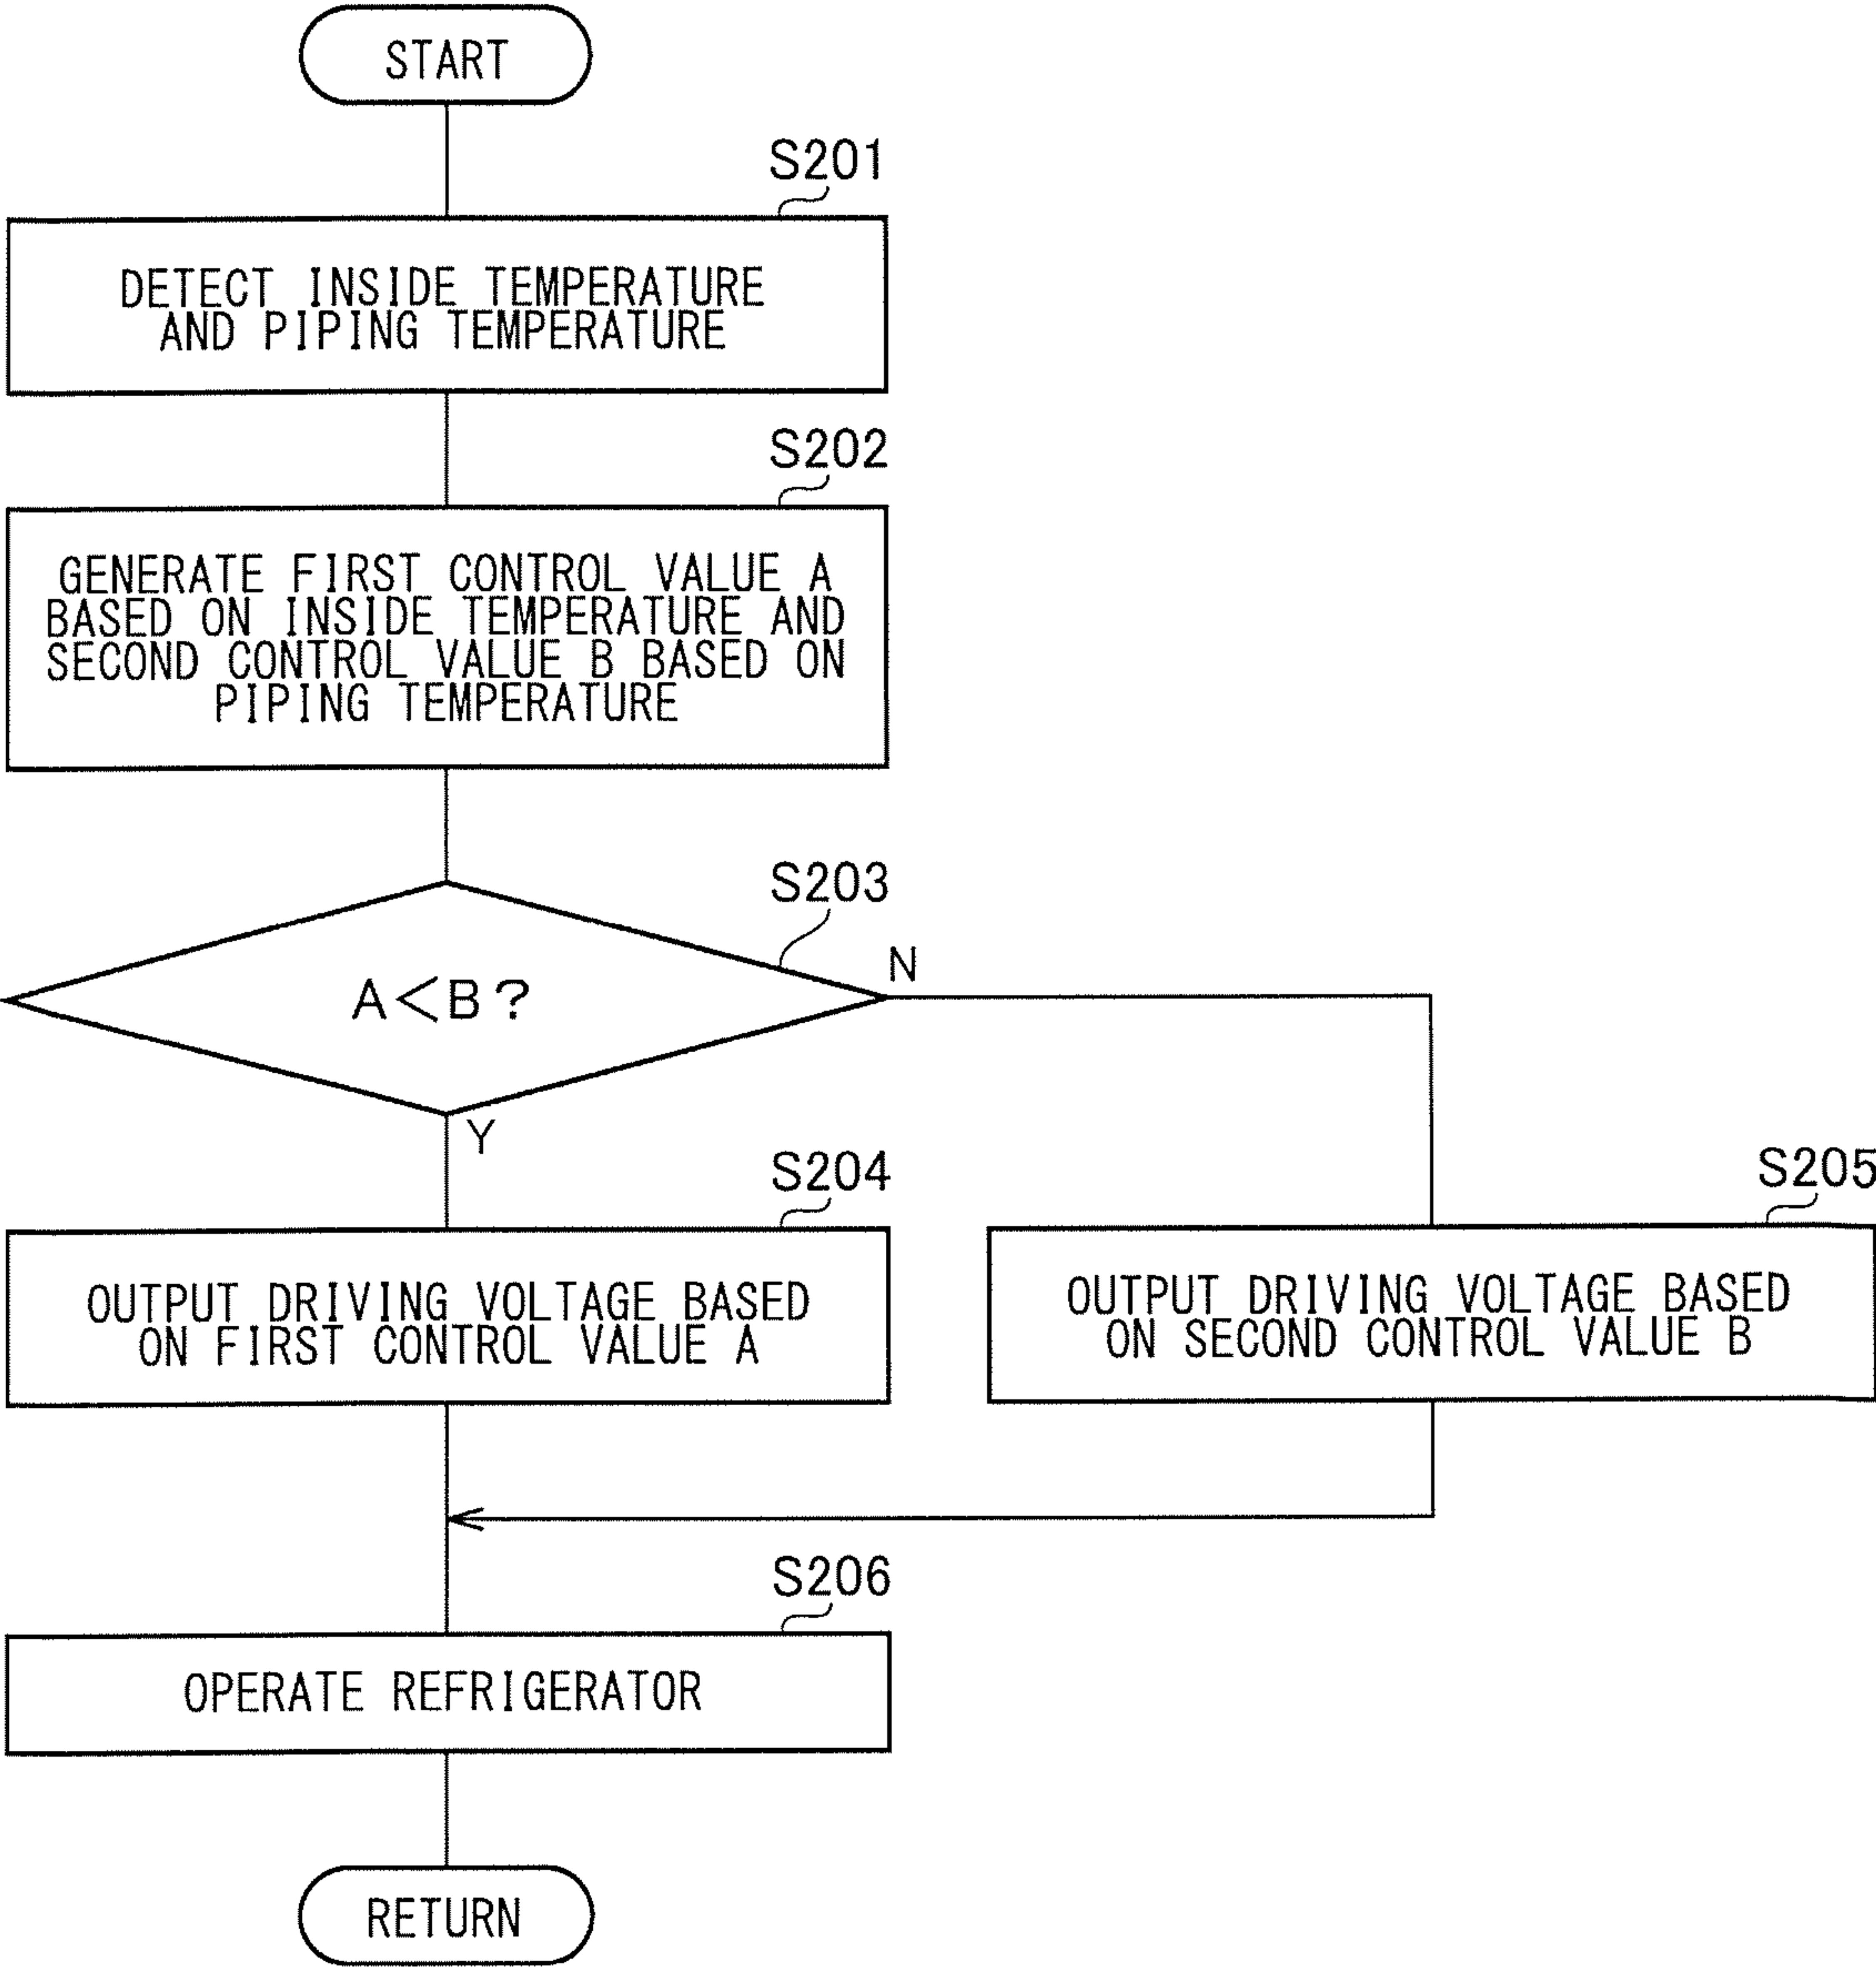 START
S201
DETECT INSIDE TEMPERATURE
AND PIPING TEMPERATURE
S202
GENERATE FIRST CONTROL VALUE A
BASED ON INSIDE TEMPERATURE AND
SECOND CONTROL VALUE B BASED ON
PIPING TEMPERATURE
S203
A<B?
N
Y
S204
OUTPUT DRIVING VOLTAGE BASED
ON FIRST CONTROL VALUE A
S205
OUTPUT DRIVING VOLTAGE BASED
ON SECOND CONTROL VALUE B
S206
OPERATE REFRIGERATOR
RETURN